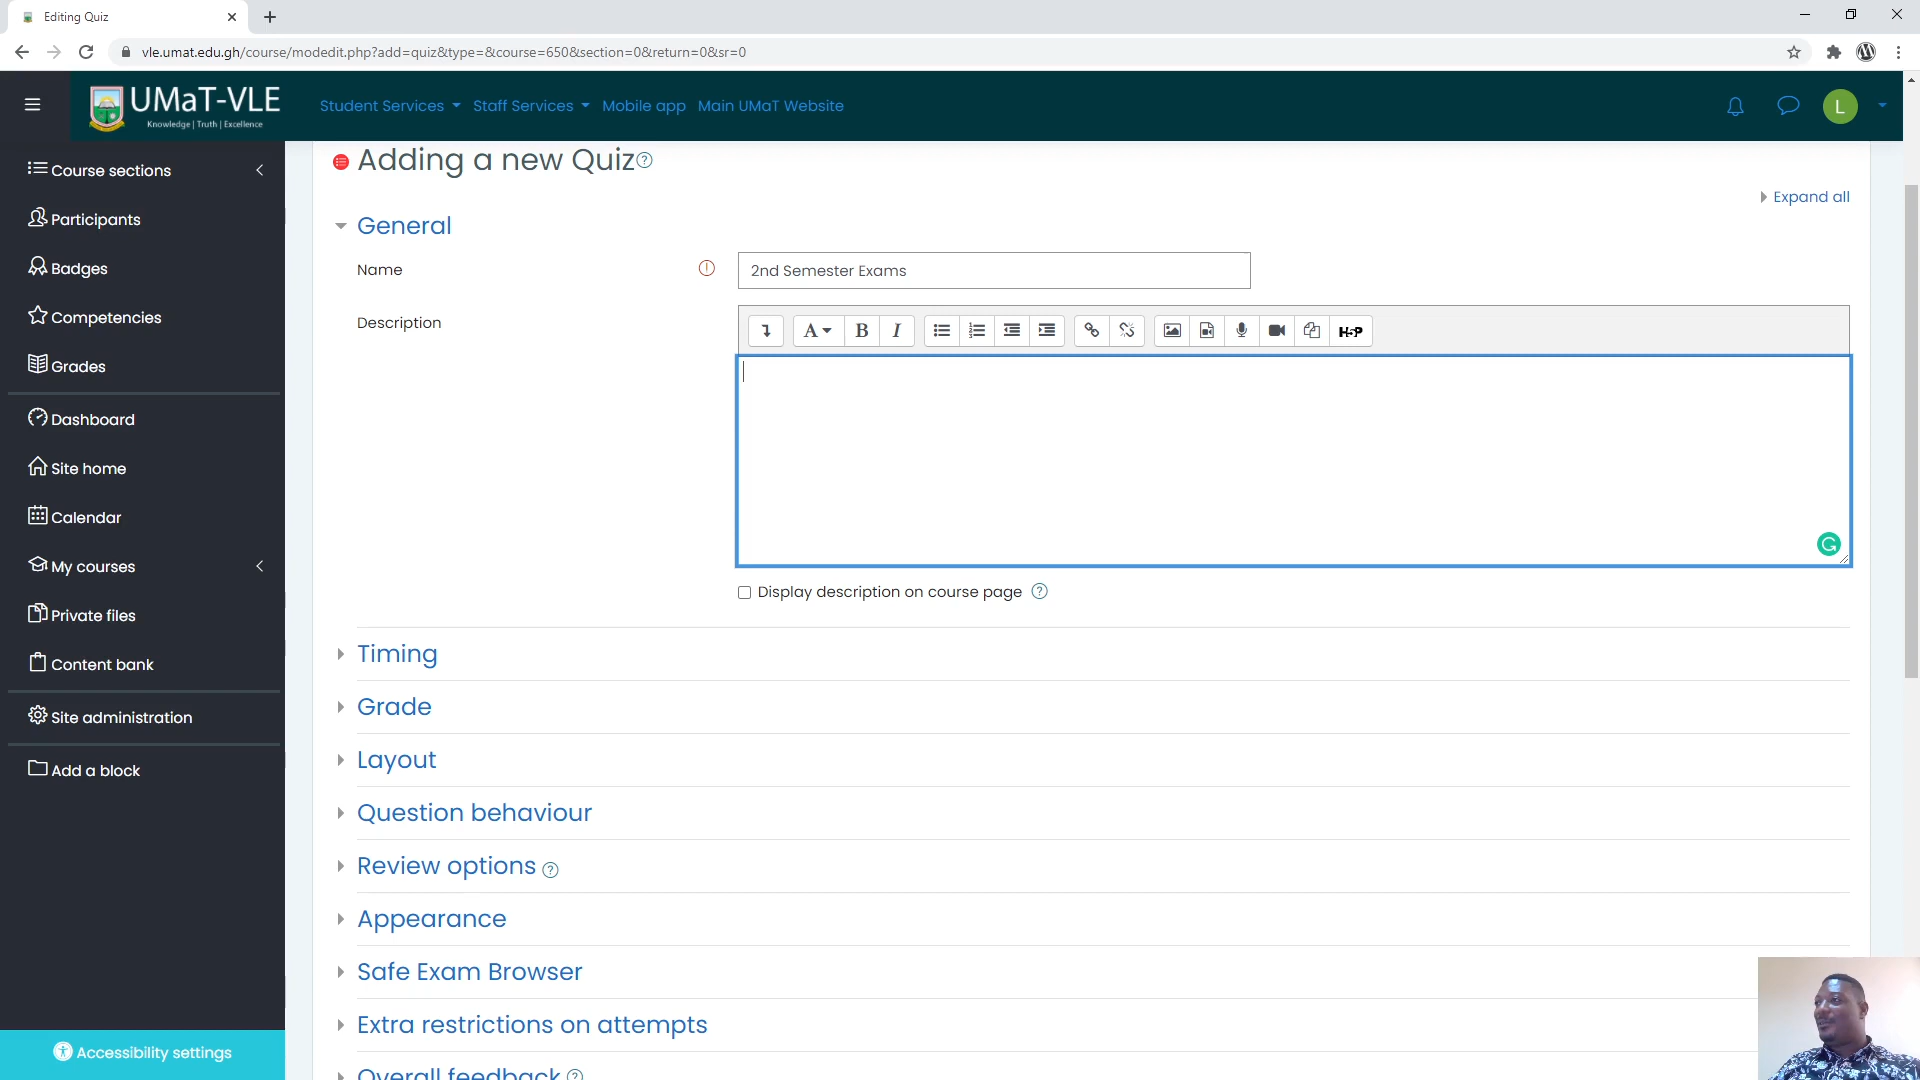 Editing Quiz
vle.umat.edu.gh/course/modedit.php?add=quiz&type=&course=650&section=0&return=0&sr=0
UMaT-VLE
Knowledge | Truth | Excellence
Student Services
Staff Services
Mobile app
Main UMaT Website
L
Course sections
Participants
Badges
Competencies
Grades
Dashboard
Site home
Calendar
My courses
Private files
Content bank
Site administration
Add a block
Accessibility settings
Adding a new Quiz
Expand all
General
Name
2nd Semester Exams
Description
A
B
I
H5P
Display description on course page
Timing
Grade
Layout
Question behaviour
Review options
Appearance
Safe Exam Browser
Extra restrictions on attempts
Overall feedback